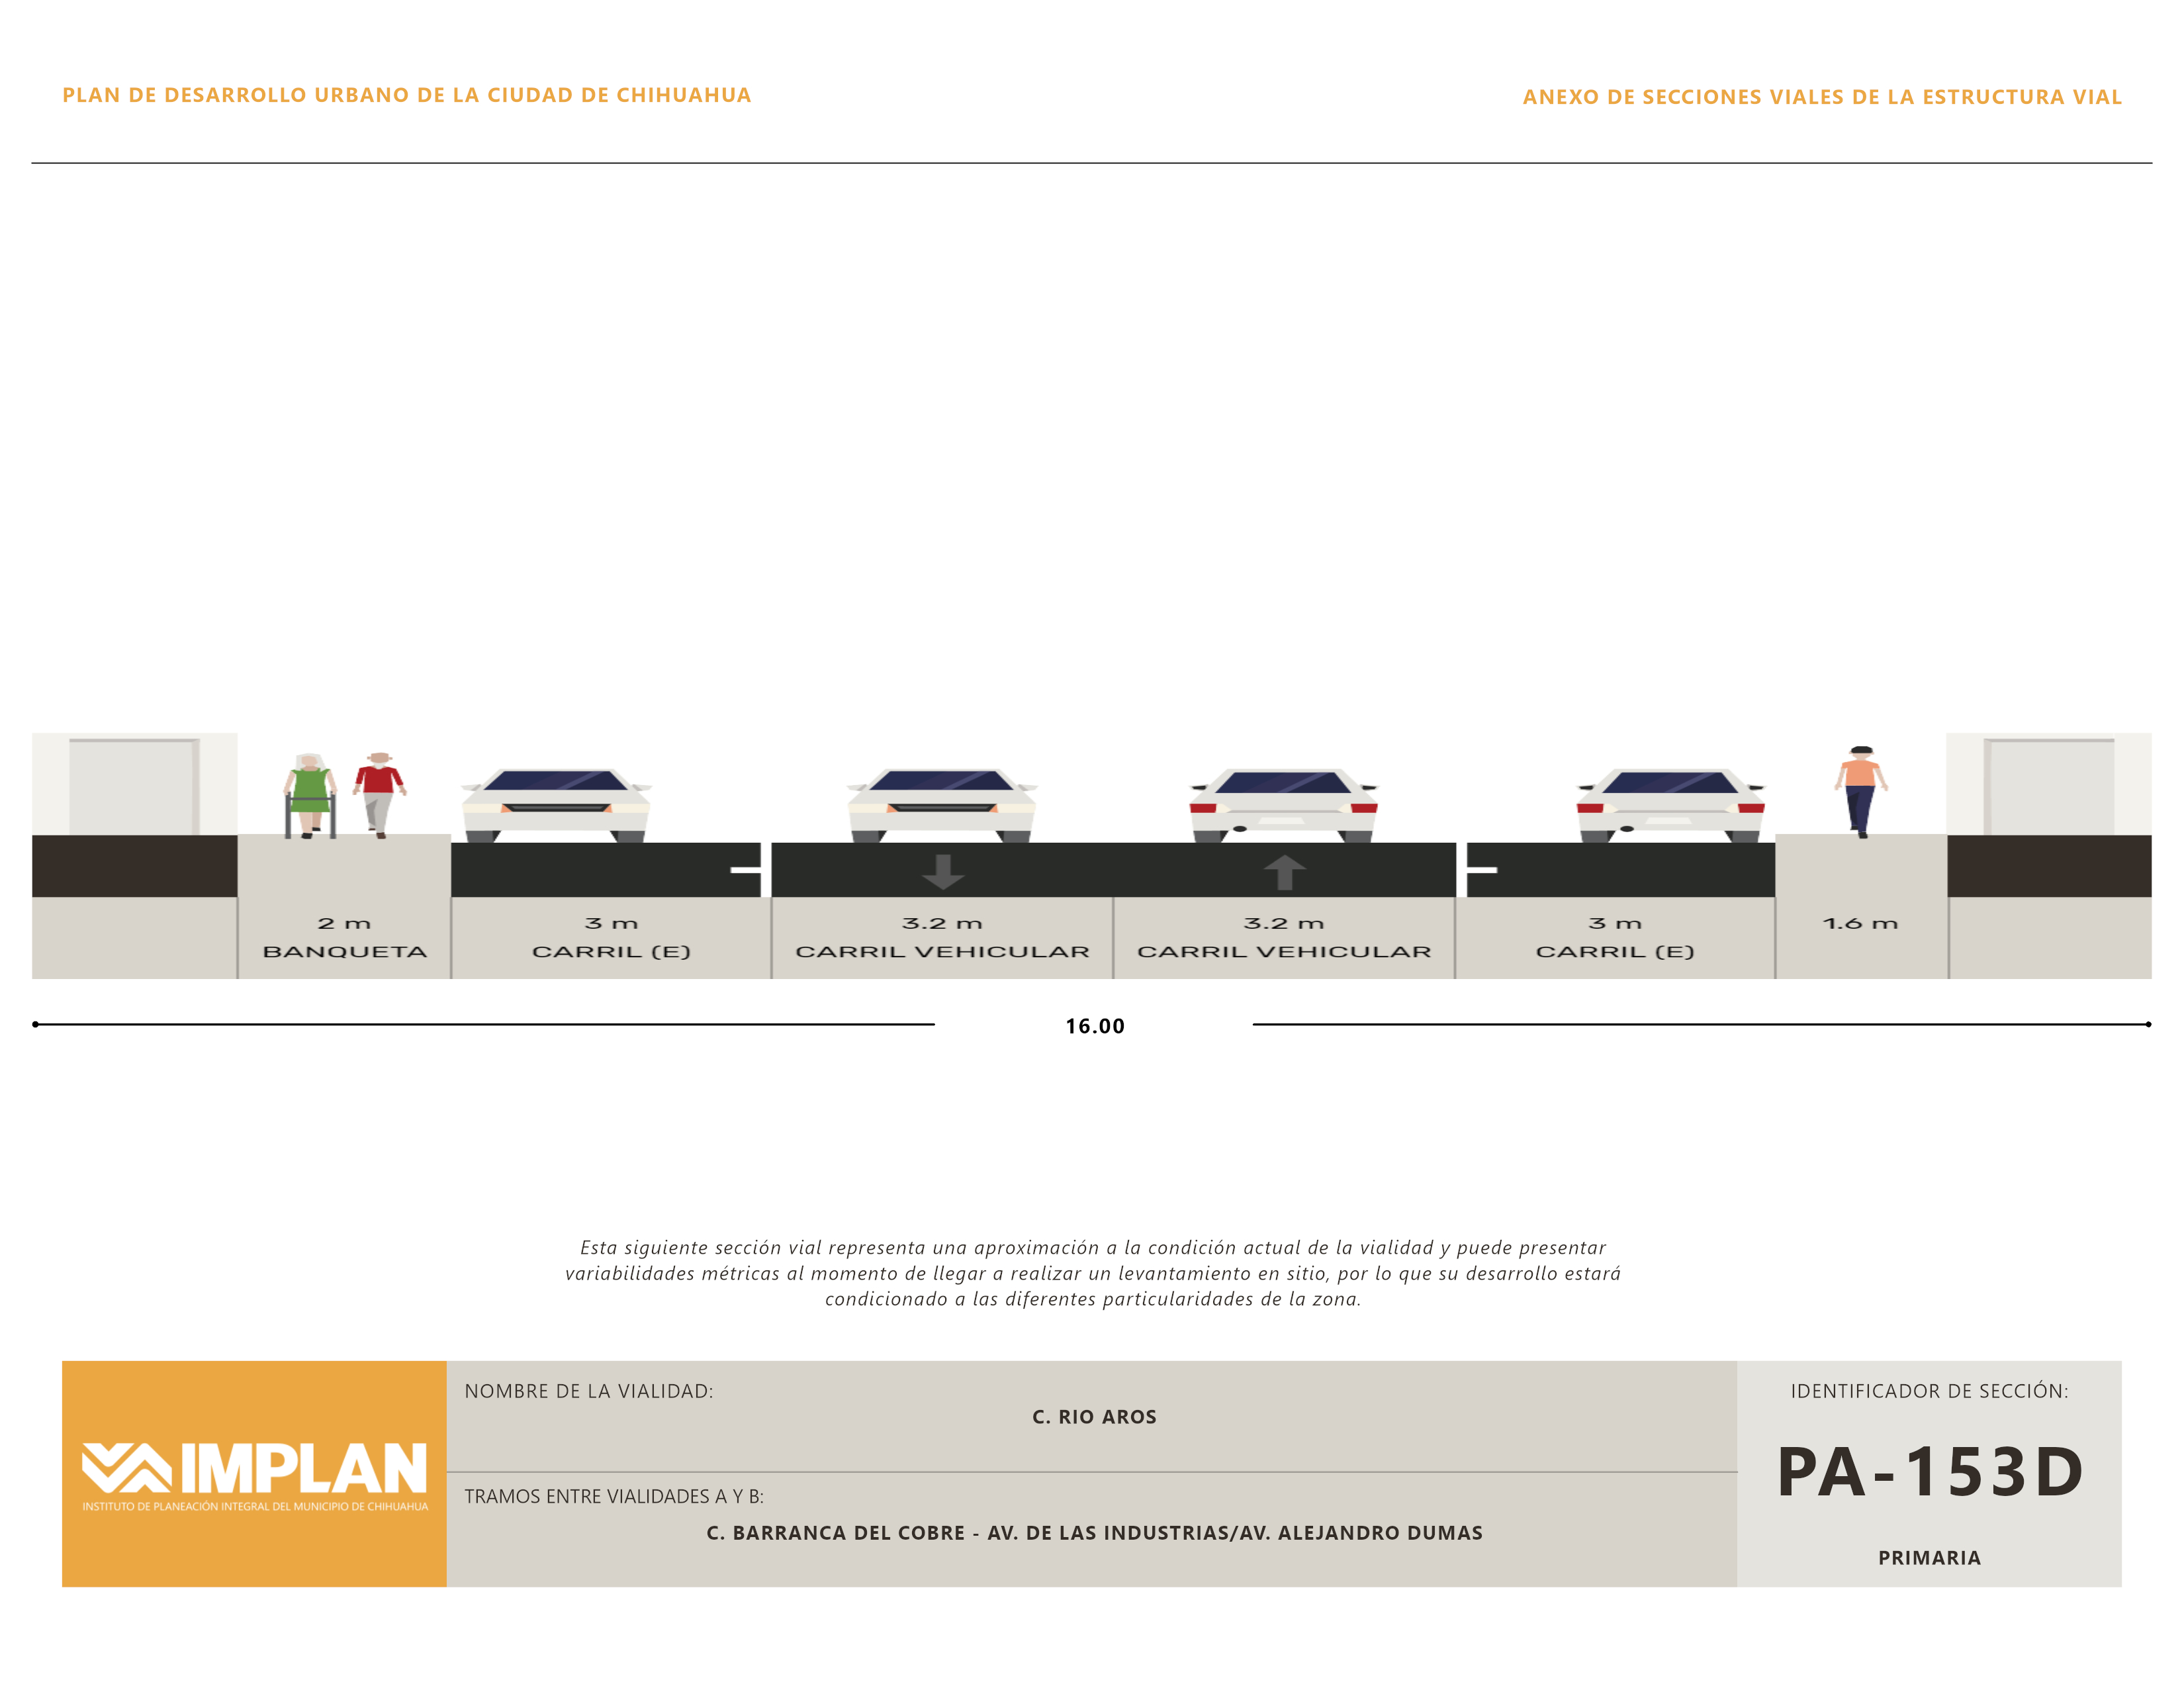 PLAN DE DESARROLLO URBANO DE LA CIUDAD DE CHIHUAHUA
ANEXO DE SECCIONES VIALES DE LA ESTRUCTURA VIAL
2 m
BANQUETA
3 m
CARRIL (E)
3.2 m
CARRIL VEHICULAR
3.2 m
CARRIL VEHICULAR
3 m
CARRIL (E)
1.6 m
16.00
Esta siguiente sección vial representa una aproximación a la condición actual de la vialidad y puede presentar
variabilidades métricas al momento de llegar a realizar un levantamiento en sitio, por lo que su desarrollo estará
condicionado a las diferentes particularidades de la zona.
IMPLAN
INSTITUTO DE PLANEACIÓN INTEGRAL DEL MUNICIPIO DE CHIHUAHUA
NOMBRE DE LA VIALIDAD:
C. RIO AROS
TRAMOS ENTRE VIALIDADES A Y B:
C. BARRANCA DEL COBRE - AV. DE LAS INDUSTRIAS/AV. ALEJANDRO DUMAS
IDENTIFICADOR DE SECCIÓN:
PA-153D
PRIMARIA